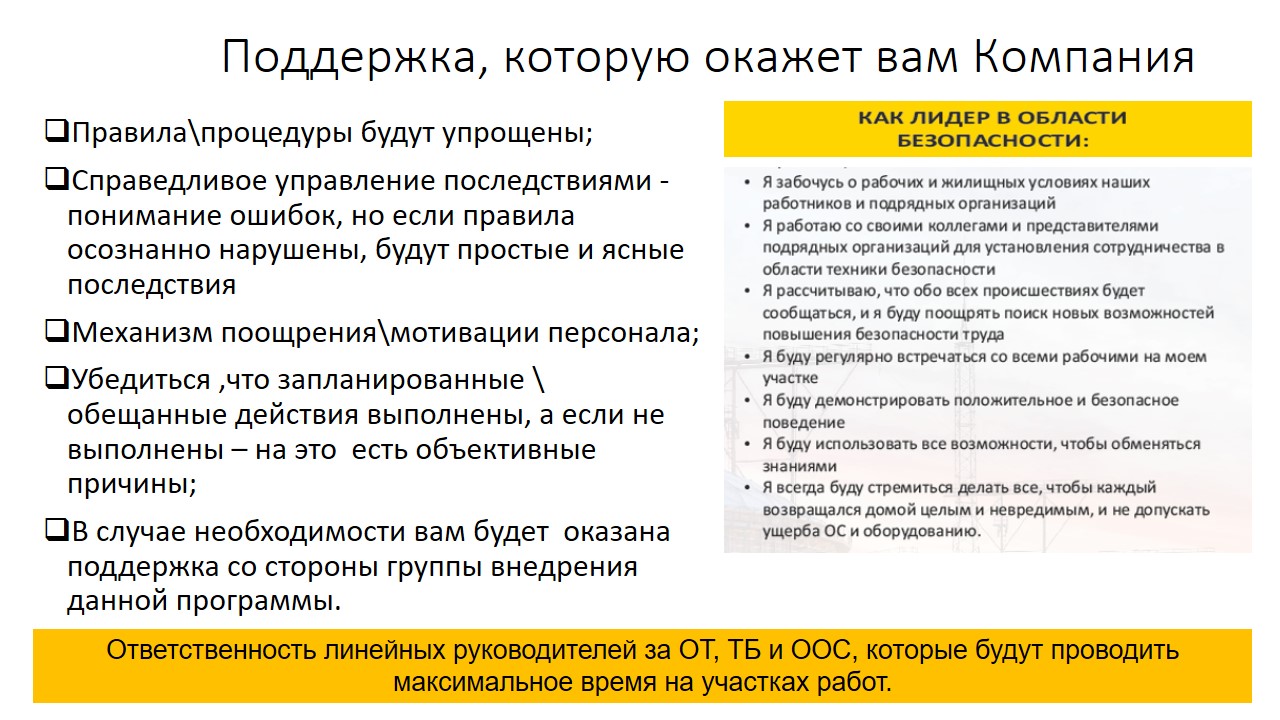 Поддержка, которую окажет вам Компания
❑Правила\процедуры будут упрощены;
❑Справедливое управление последствиями -
понимание ошибок, но если правила
осознанно нарушены, будут простые и ясные
последствия
❑Механизм поощрения\мотивации персонала;
❑Убедиться ,что запланированные \
обещанные действия выполнены, а если не
выполнены – на это  есть объективные
причины;
❑В случае необходимости вам будет  оказана
поддержка со стороны группы внедрения
данной программы.
КАК ЛИДЕР В ОБЛАСТИ
БЕЗОПАСНОСТИ:
• Я забочусь о рабочих и жилищных условиях наших
работников и подрядных организаций
• Я работаю со своими коллегами и представителями
подрядных организаций для установления сотрудничества в
области техники безопасности
• Я рассчитываю, что обо всех происшествиях будет
сообщаться, и я буду поощрять поиск новых возможностей
повышения безопасности труда
• Я буду регулярно встречаться со всеми рабочими на моем
участке
• Я буду демонстрировать положительное и безопасное
поведение
• Я буду использовать все возможности, чтобы обменяться
знаниями
• Я всегда буду стремиться делать все, чтобы каждый
возвращался домой целым и невредимым, и не допускать
ущерба ОС и оборудованию.
Ответственность линейных руководителей за ОТ, ТБ и ООС, которые будут проводить
максимальное время на участках работ.